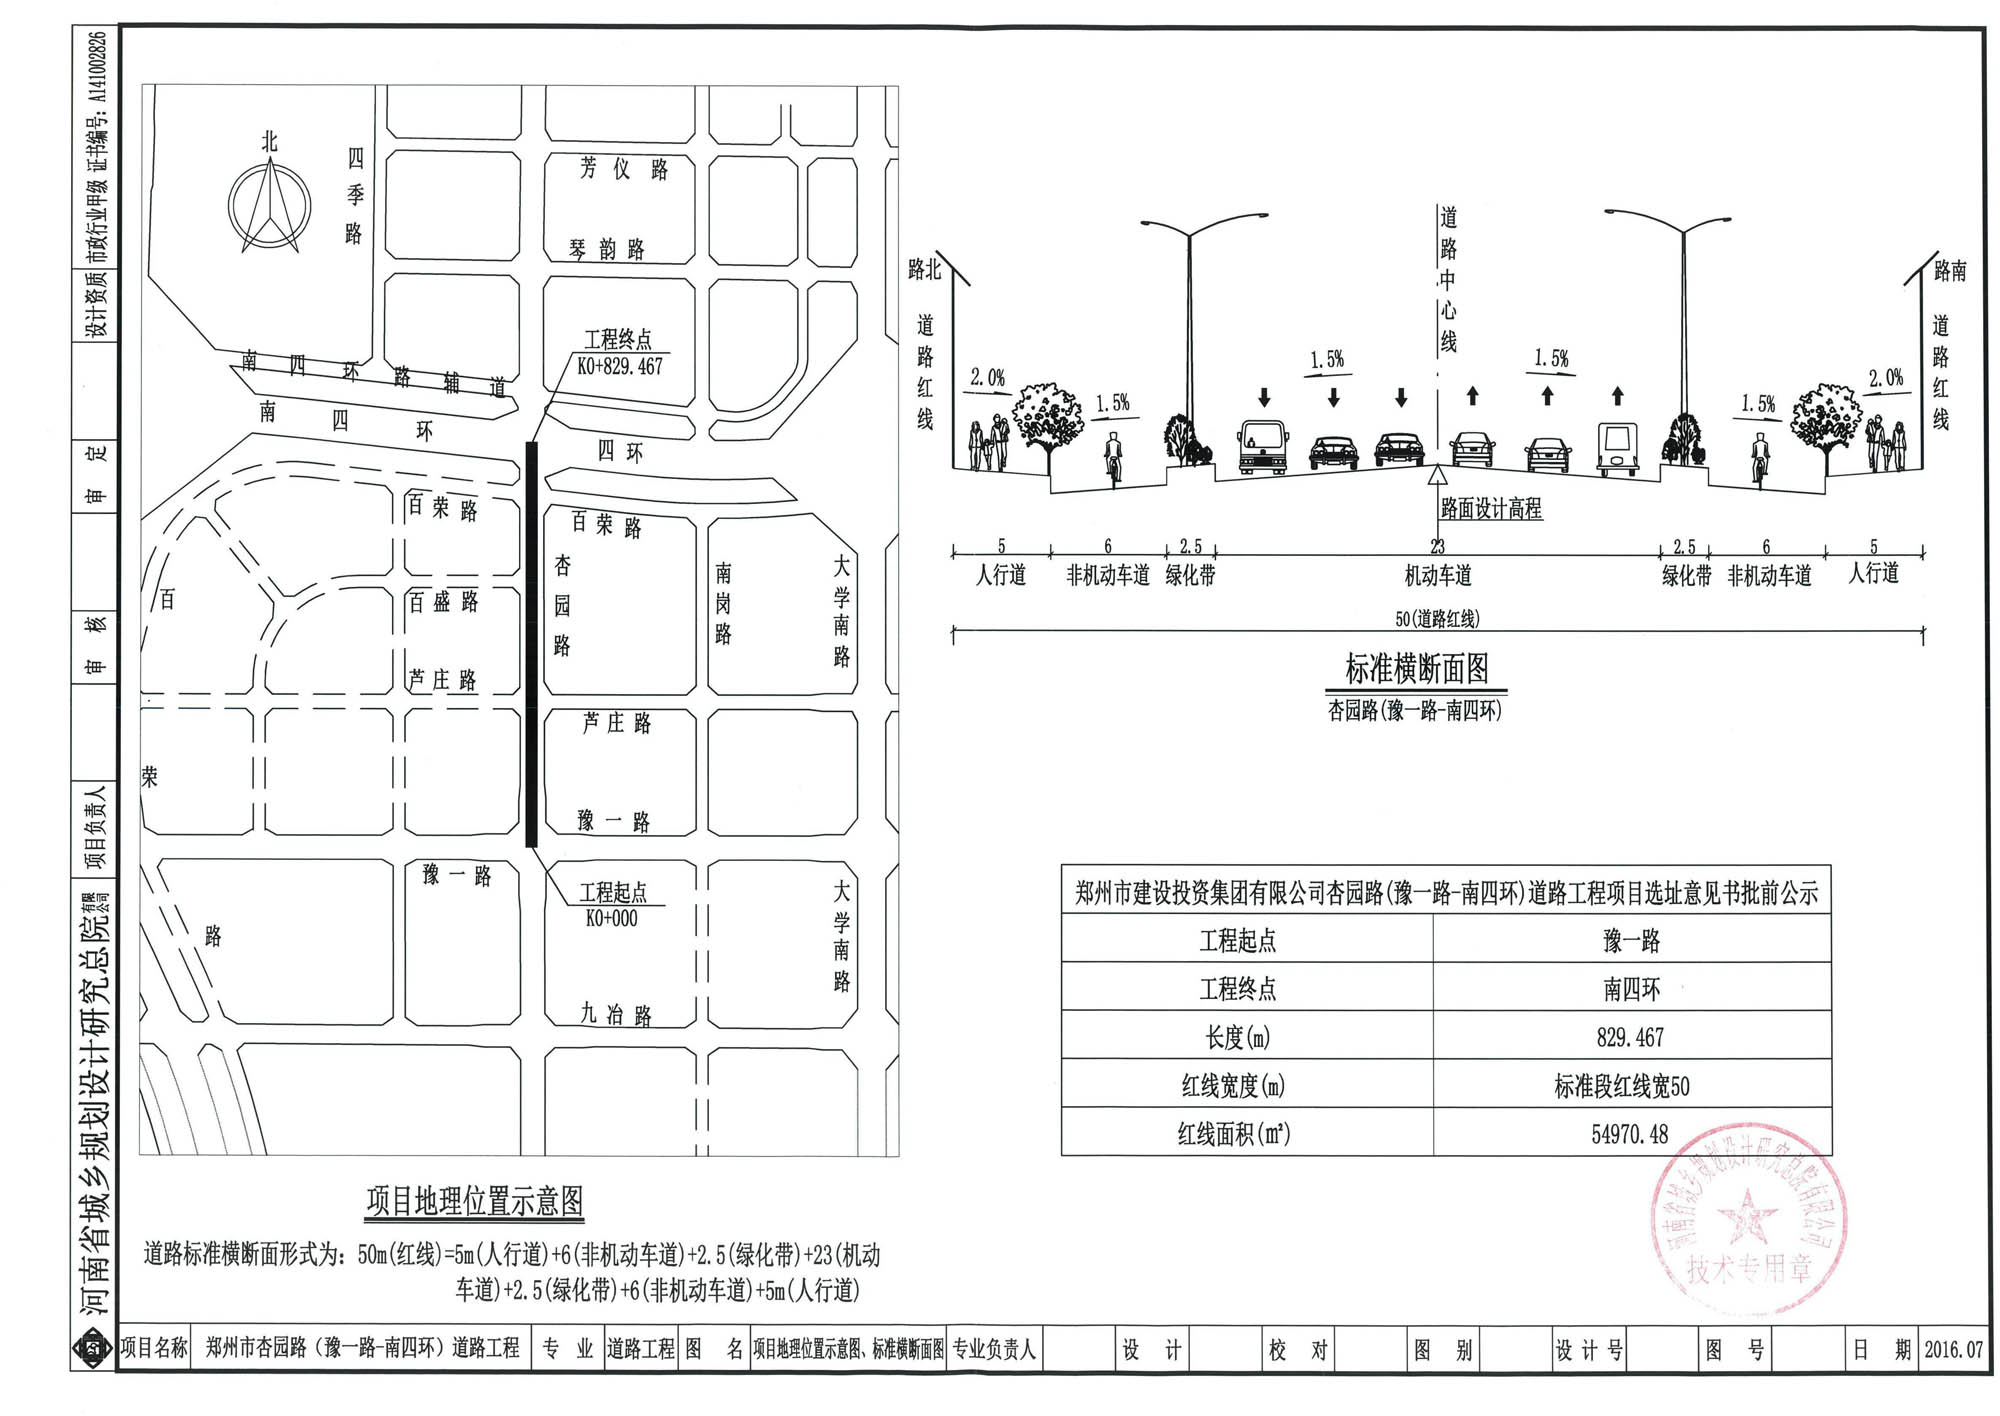 市政行业甲级 证书编号：A141002826
设计资质
审 定
审 核
项目负责人
河南省城乡规划设计研究总院有限公司
北
四季路
芳仪路
琴韵路
工程终点
K0+829.467
南四环路辅道
南四环
四环
百荣路
百荣路
杏园路
南岗路
大学南路
百盛路
芦庄路
芦庄路
百
荣
路
豫一路
豫一路
工程起点
K0+000
大学南路
九冶路
项目地理位置示意图
道路标准横断面形式为：50m(红线)=5m(人行道)+6(非机动车道)+2.5(绿化带)+23(机动
车道)+2.5(绿化带)+6(非机动车道)+5m(人行道)
路北
道路红线
道路中心线
路南
道路红线
2.0%
1.5%
1.5%
1.5%
1.5%
2.0%
路面设计高程
5 6 2.5 23 2.5 6 5
人行道 非机动车道 绿化带 机动车道 绿化带 非机动车道 人行道
50(道路红线)
标准横断面图
杏园路(豫一路-南四环)
郑州市建设投资集团有限公司杏园路(豫一路-南四环)道路工程项目选址意见书批前公示
工程起点 豫一路
工程终点 南四环
长度(m) 829.467
红线宽度(m) 标准段红线宽50
红线面积(m²) 54970.48
河南省城乡规划设计研究总院有限公司
技术专用章
项目名称 郑州市杏园路（豫一路-南四环）道路工程 专 业 道路工程 图 名 项目地理位置示意图、标准横断面图 专业负责人 设 计 校 对 图 别 设计号 图 号 日 期 2016.07